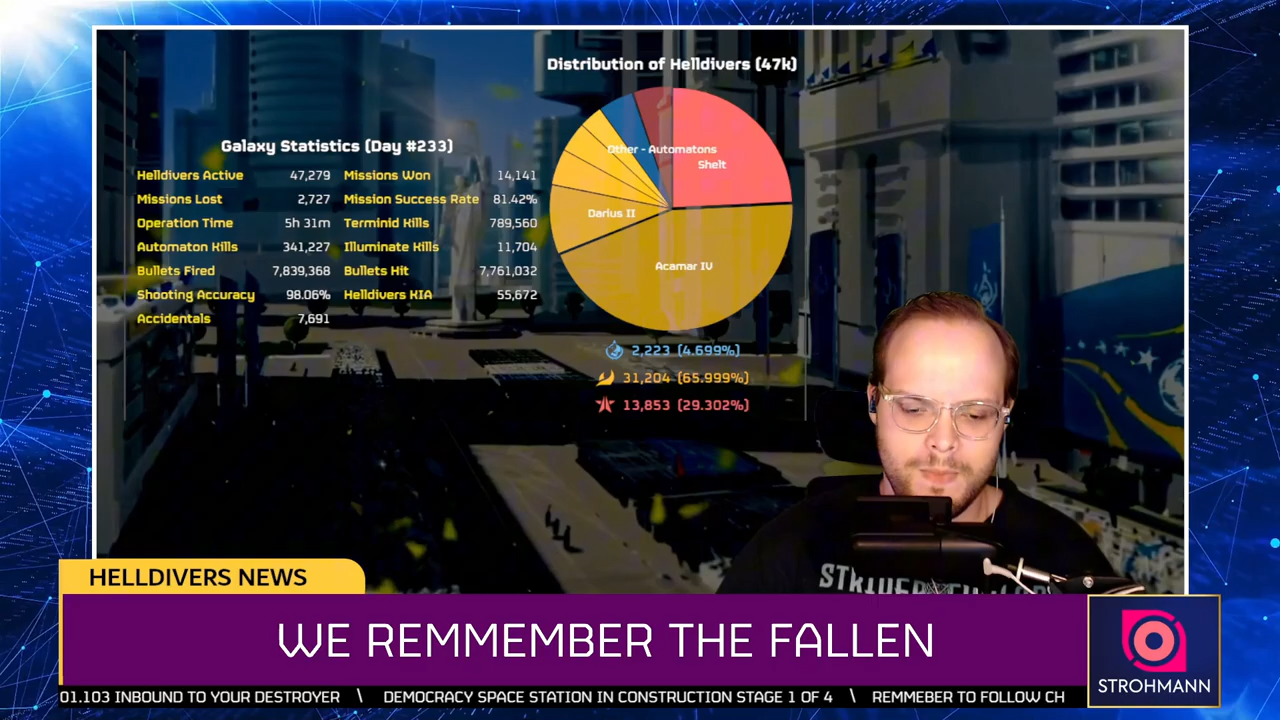 Distribution of Helldivers (47k)
Galaxy Statistics (Day #233)
Helldivers Active 47,279 Missions Won 14,141
Missions Lost 2,727 Mission Success Rate 81.42%
Operation Time 5h 31m Terminid Kills 789,560
Automaton Kills 341,227 Illuminate Kills 11,704
Bullets Fired 7,839,368 Bullets Hit 7,761,032
Shooting Accuracy 98.06% Helldivers KIA 55,672
Accidentals 7,691
Other - Automatons
Shelt
Darius II
Acamar IV
2,223 (4.699%)
31,204 (65.999%)
13,853 (29.302%)
HELLDIVERS NEWS
WE REMMEMBER THE FALLEN
STROHMANN
01.103 INBOUND TO YOUR DESTROYER \ DEMOCRACY SPACE STATION IN CONSTRUCTION STAGE 1 OF 4 \ REMMEBER TO FOLLOW CH